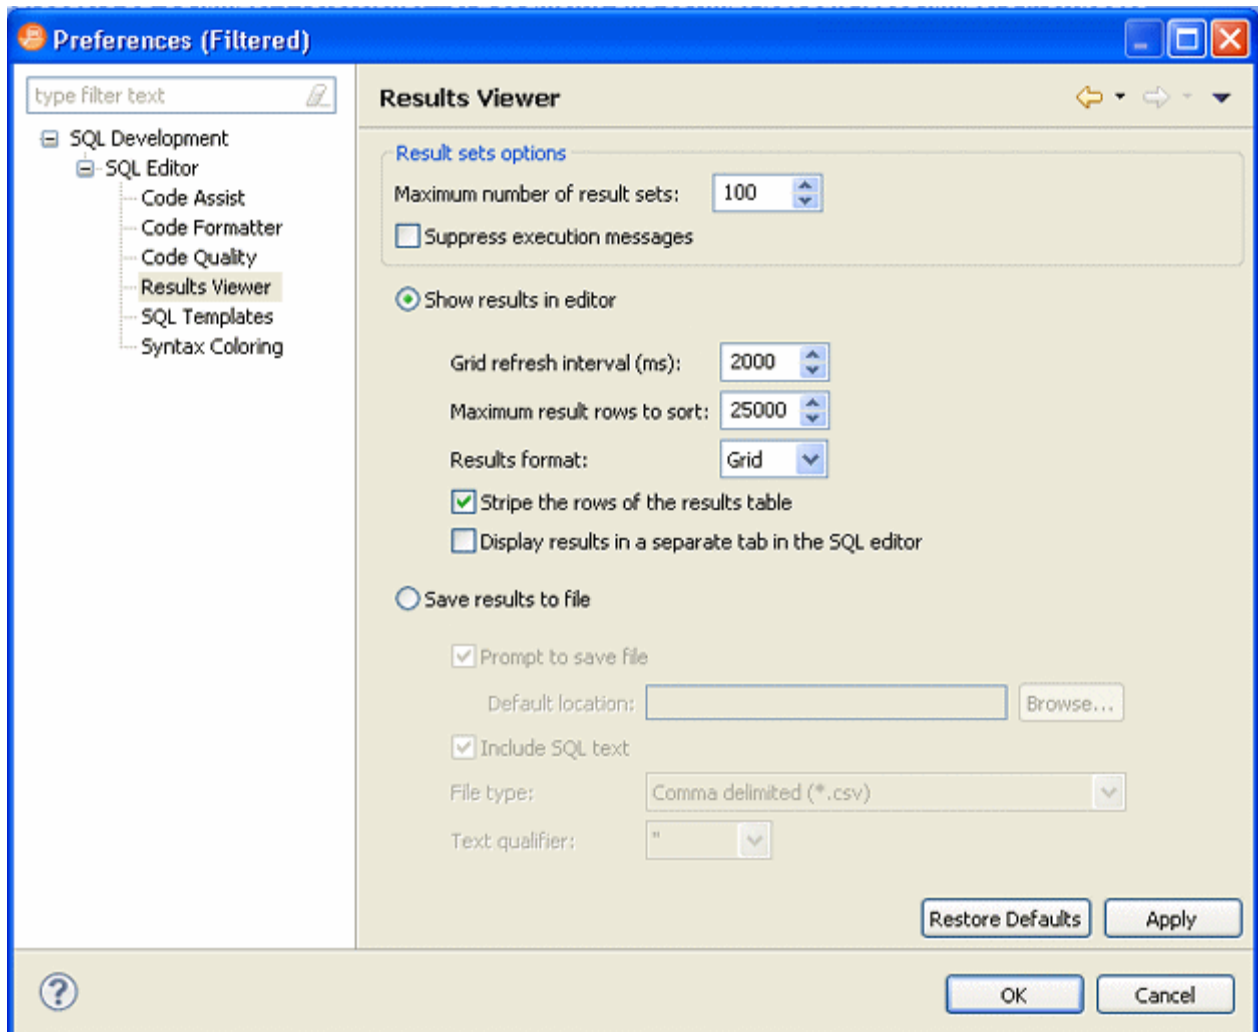 Preferences (Filtered)
type filter text
SQL Development
SQL Editor
Code Assist
Code Formatter
Code Quality
Results Viewer
SQL Templates
Syntax Coloring
Results Viewer
Result sets options
Maximum number of result sets: 100
Suppress execution messages
Show results in editor
Grid refresh interval (ms): 2000
Maximum result rows to sort: 25000
Results format: Grid
Stripe the rows of the results table
Display results in a separate tab in the SQL editor
Save results to file
Prompt to save file
Default location: Browse...
Include SQL text
File type: Comma delimited (*.csv)
Text qualifier: "
Restore Defaults Apply
? OK Cancel